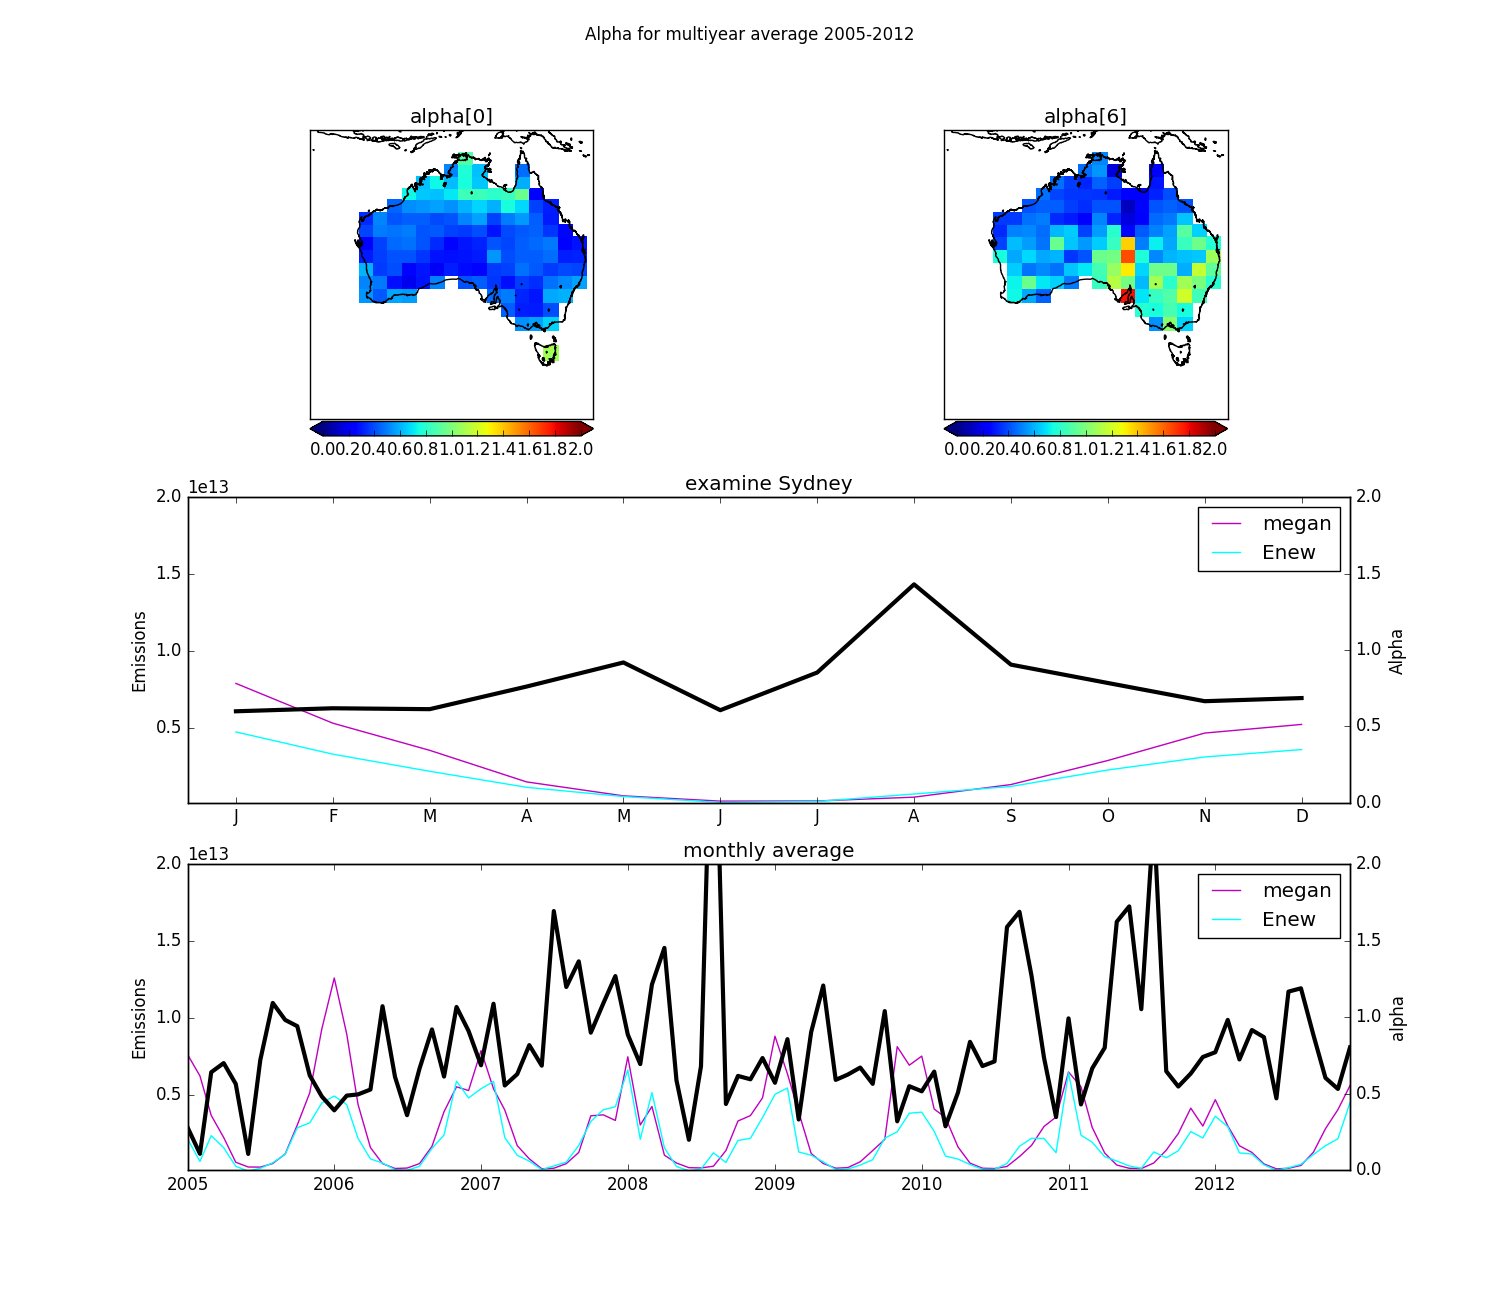 Alpha for multiyear average 2005-2012
alpha[0]
alpha[6]
0.00.20.40.60.81.01.21.41.61.82.0
0.00.20.40.60.81.01.21.41.61.82.0
examine Sydney
1e13
2.0
1.5
1.0
0.5
Emissions
megan
Enew
2.0
1.5
1.0
0.5
0.0
Alpha
J F M A M J J A S O N D
monthly average
1e13
2.0
1.5
1.0
0.5
Emissions
megan
Enew
2.0
1.5
1.0
0.5
0.0
alpha
2005 2006 2007 2008 2009 2010 2011 2012